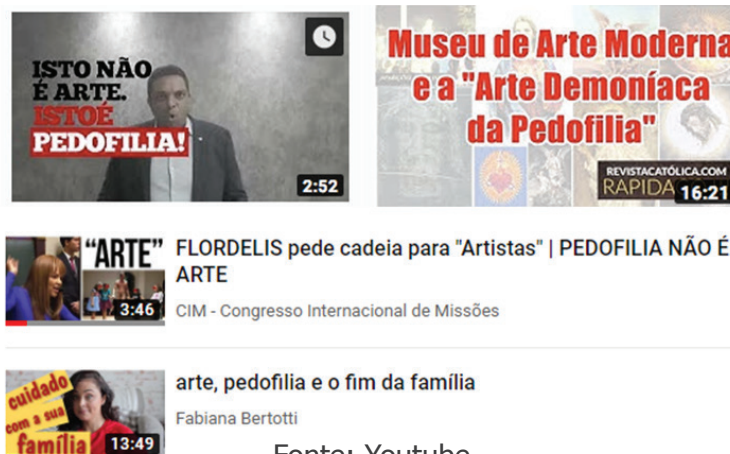 ISTO NÃO
É ARTE.
ISTOÉ
PEDOFILIA!
2:52
Museu de Arte Moderna
e a "Arte Demoníaca
da Pedofilia"
REVISTACATÓLICA.COM
RAPIDA
16:21
"ARTE"
3:46
FLORDELIS pede cadeia para "Artistas" | PEDOFILIA NÃO É
ARTE
CIM - Congresso Internacional de Missões
cuidado
com a sua
família
13:49
arte, pedofilia e o fim da família
Fabiana Bertotti
Fonte: Youtube